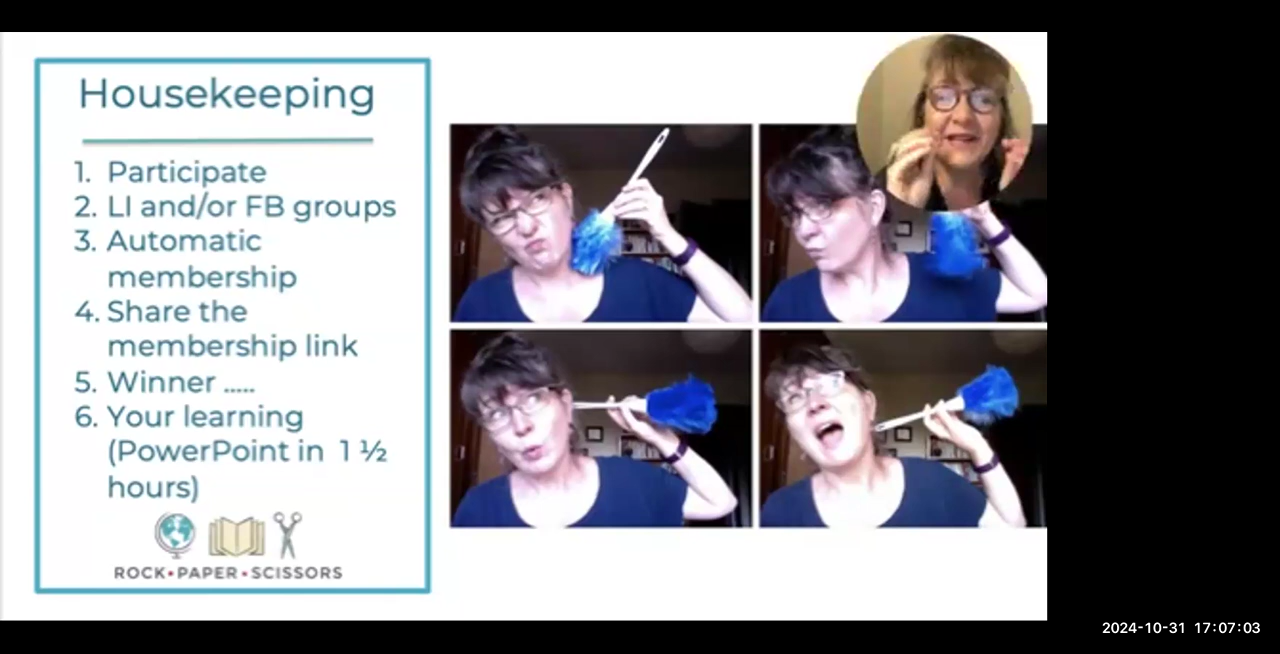 Housekeeping
1. Participate
2. LI and/or FB groups
3. Automatic
membership
4. Share the
membership link
5. Winner .....
6. Your learning
(PowerPoint in 1 ½
hours)
ROCK•PAPER•SCISSORS
2024-10-31 17:07:03